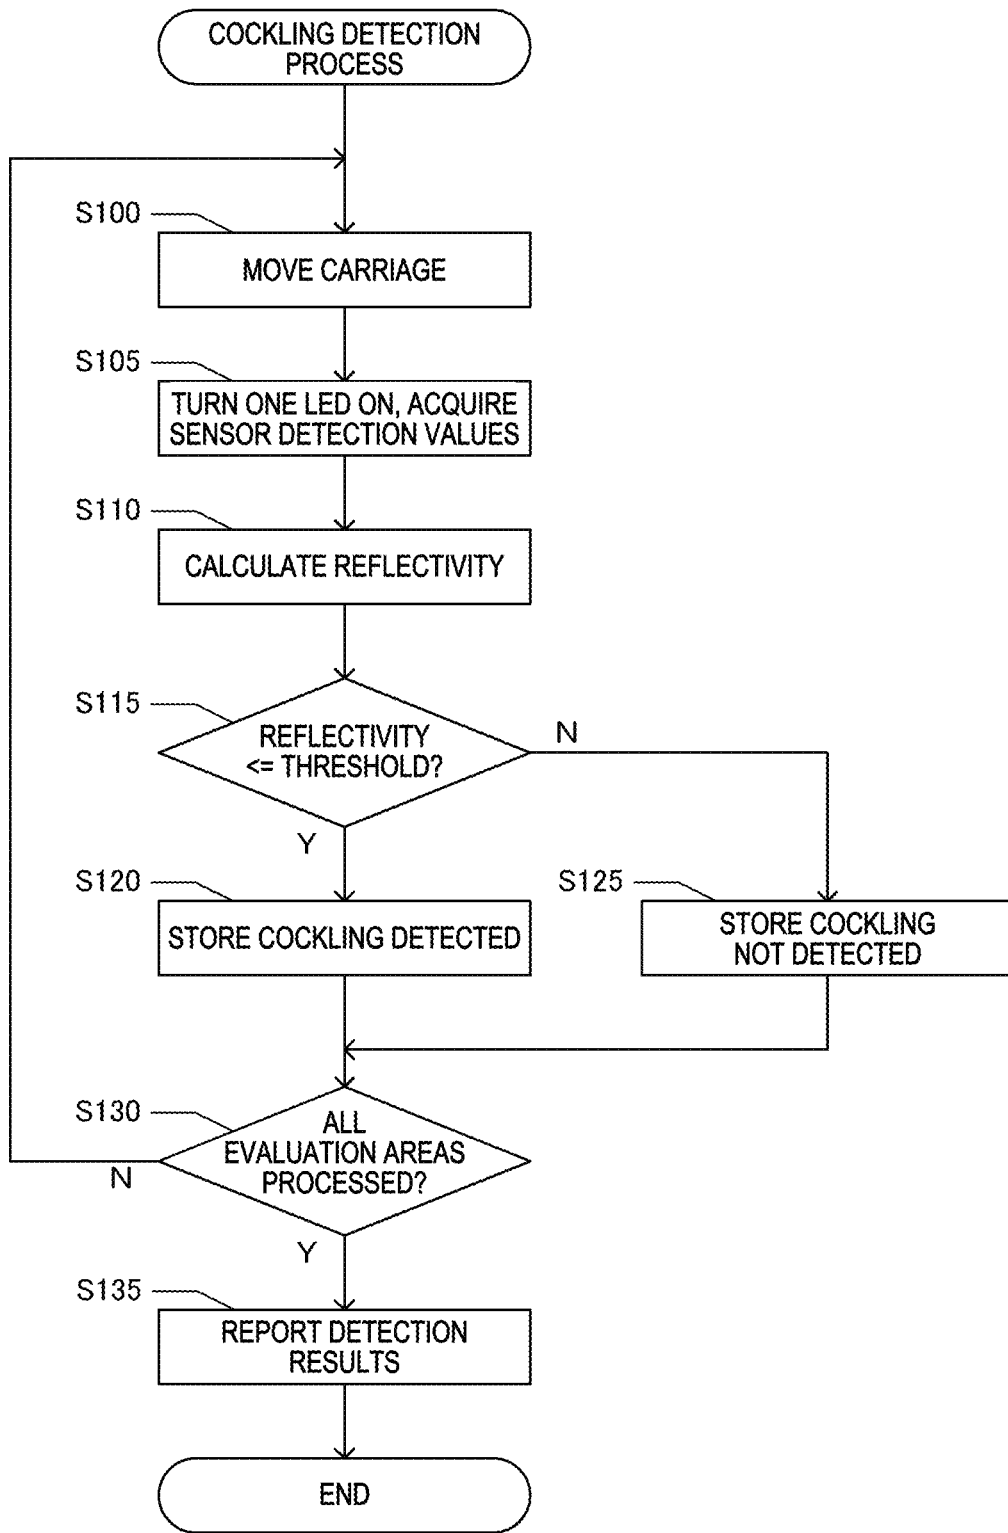 COCKLING DETECTION
PROCESS
S100
MOVE CARRIAGE
S105
TURN ONE LED ON, ACQUIRE
SENSOR DETECTION VALUES
S110
CALCULATE REFLECTIVITY
S115
REFLECTIVITY
<= THRESHOLD?
N
Y
S120
STORE COCKLING DETECTED
S125
STORE COCKLING
NOT DETECTED
S130
ALL
EVALUATION AREAS
PROCESSED?
N
Y
S135
REPORT DETECTION
RESULTS
END